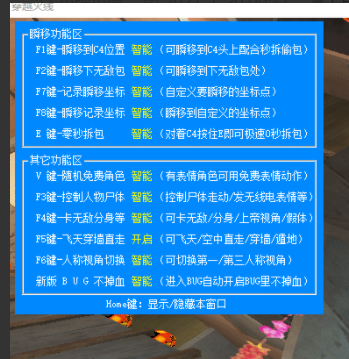 穿越火线
瞬移功能区
F1鍵-瞬移到C4位置 智能 (可瞬移到C4头上配合秒拆偷包)
F2鍵-瞬移下无敌包 智能 (可瞬移到下无敌包处)
F7鍵-记录瞬移坐标 智能 (自定义要瞬移的坐标点)
F8鍵-瞬移记录坐标 智能 (瞬移到自定义的坐标点)
E 鍵-零秒拆包 智能 (对着C4按住E即可极速0秒拆包)
其它功能区
V 鍵-随机免费角色 智能 (有表情角色可用免费表情动作)
F3鍵-控制人物尸体 智能 (控制尸体走动/发无线电表情等)
F4鍵-卡无敌分身等 智能 (可卡无敌/分身/上帝视角/假体)
F5鍵-飞天穿墙直走 开启 (可飞天/空中直走/穿墙/遁地)
F6鍵-人称视角切换 智能 (可切换第一/第三人称视角)
新版 B U G 不掉血 智能 (进入BUG自动开启BUG里不掉血)
Home鍵: 显示/隐藏本窗口